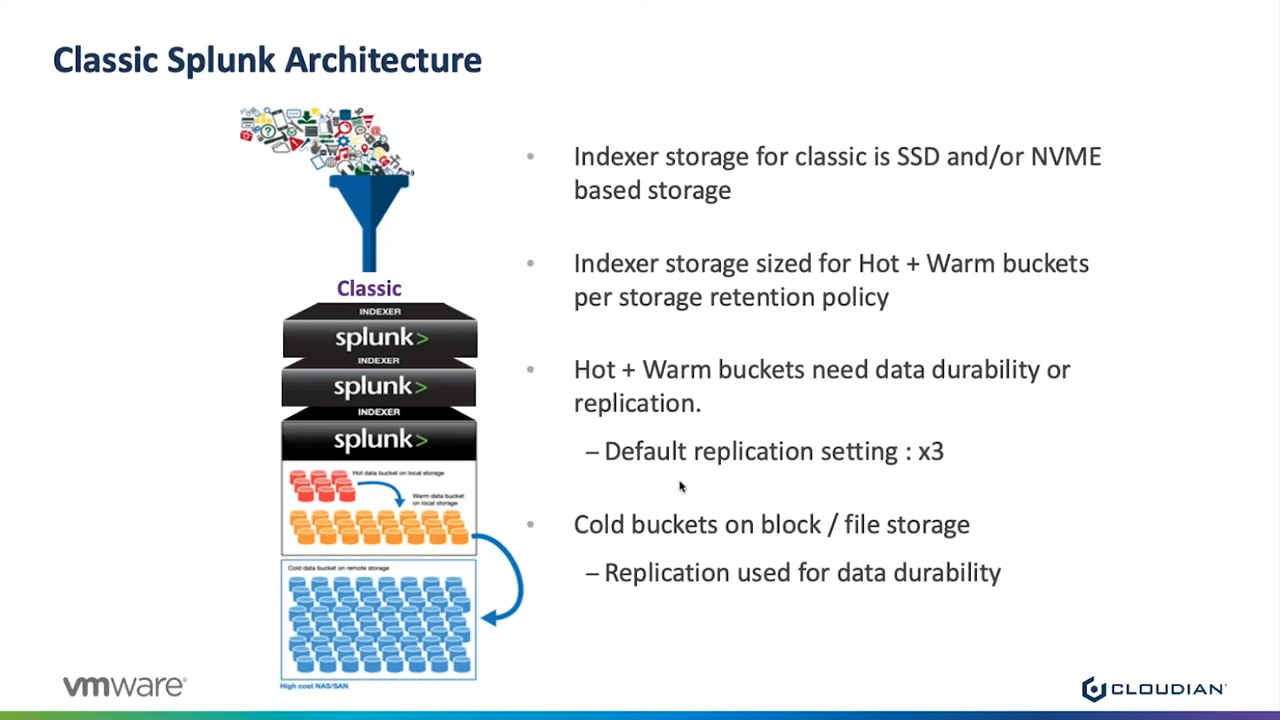 Classic Splunk Architecture
Classic
INDEXER
splunk>
INDEXER
splunk>
INDEXER
splunk>
Hot data bucket on local storage
Warm data bucket
on local storage
Cold data bucket on remote storage
High cost NAS/SAN
• Indexer storage for classic is SSD and/or NVME
based storage
• Indexer storage sized for Hot + Warm buckets
per storage retention policy
• Hot + Warm buckets need data durability or
replication.
– Default replication setting : x3
• Cold buckets on block / file storage
– Replication used for data durability
vmware®
CLOUDIAN®